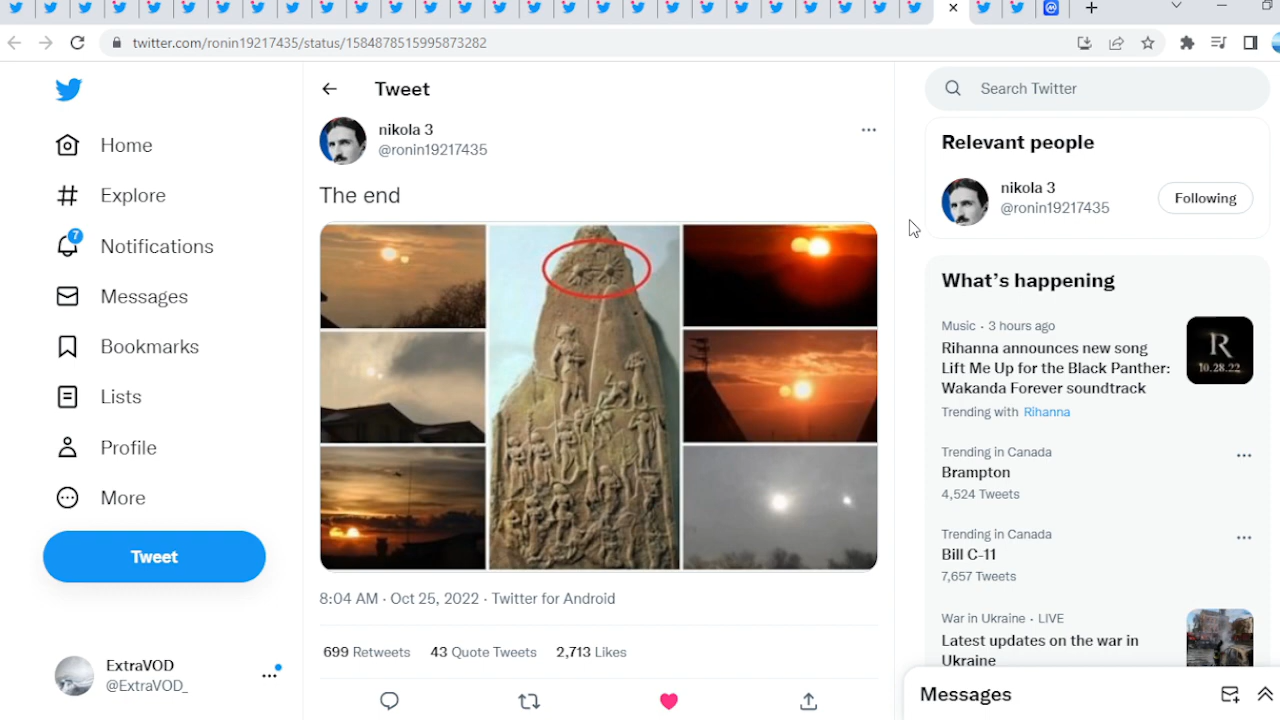 twitter.com/ronin19217435/status/1584878515995873282
Home
Explore
7
Notifications
Messages
Bookmarks
Lists
Profile
More
Tweet
ExtraVOD
@ExtraVOD_
Tweet
nikola 3
@ronin19217435
The end
8:04 AM · Oct 25, 2022 · Twitter for Android
699 Retweets 43 Quote Tweets 2,713 Likes
Search Twitter
Relevant people
nikola 3
@ronin19217435
Following
What's happening
Music · 3 hours ago
Rihanna announces new song
Lift Me Up for the Black Panther:
Wakanda Forever soundtrack
Trending with Rihanna
R
10.28.22
Trending in Canada
Brampton
4,524 Tweets
Trending in Canada
Bill C-11
7,657 Tweets
War in Ukraine · LIVE
Latest updates on the war in
Ukraine
Messages